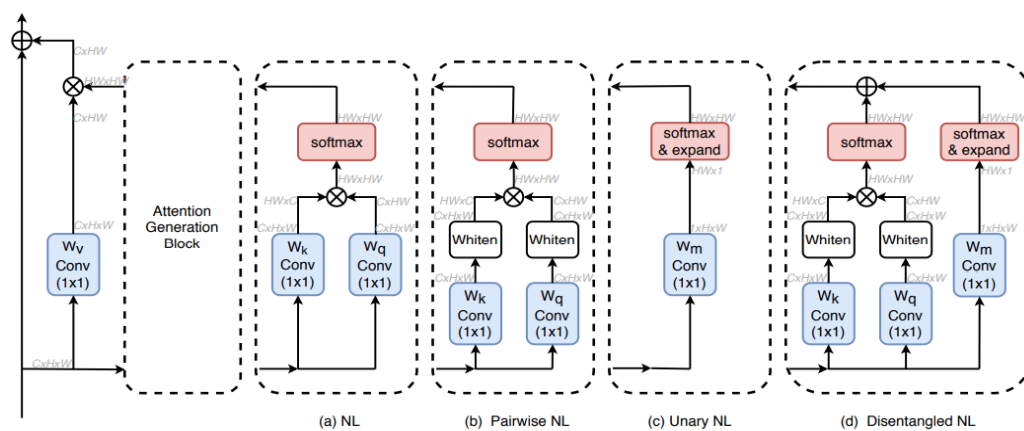 CxHW
HWxHW
CxHW
CxHxW
Wv
Conv
(1x1)
CxHxW
Attention
Generation
Block
HWxHW
softmax
HWxHW
HWxC
CxHW
CxHxW
CxHxW
Wk
Conv
(1x1)
Wq
Conv
(1x1)
(a) NL
HWxHW
softmax
HWxHW
HWxC
CxHW
CxHxW
CxHxW
Whiten
Whiten
CxHxW
CxHxW
Wk
Conv
(1x1)
Wq
Conv
(1x1)
(b) Pairwise NL
HWxHW
softmax
& expand
HWx1
1xHxW
Wm
Conv
(1x1)
(c) Unary NL
HWxHW
HWxHW
softmax
softmax
& expand
HWxHW
HWx1
HWxC
CxHW
CxHxW
CxHxW
1xHxW
Whiten
Whiten
Wm
Conv
(1x1)
CxHxW
CxHxW
Wk
Conv
(1x1)
Wq
Conv
(1x1)
(d) Disentangled NL